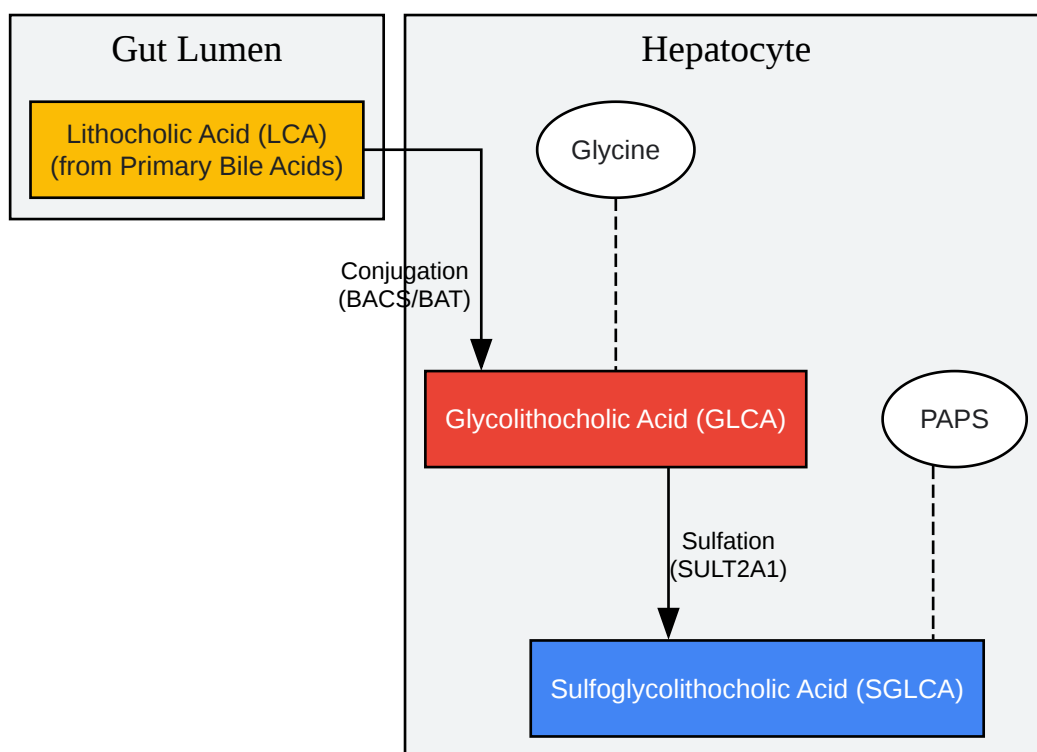 Gut Lumen
Hepatocyte
Lithocholic Acid (LCA)
(from Primary Bile Acids)
Glycine
Conjugation
(BACS/BAT)
Glycolithocholic Acid (GLCA)
PAPS
Sulfation
(SULT2A1)
Sulfoglycolithocholic Acid (SGLCA)